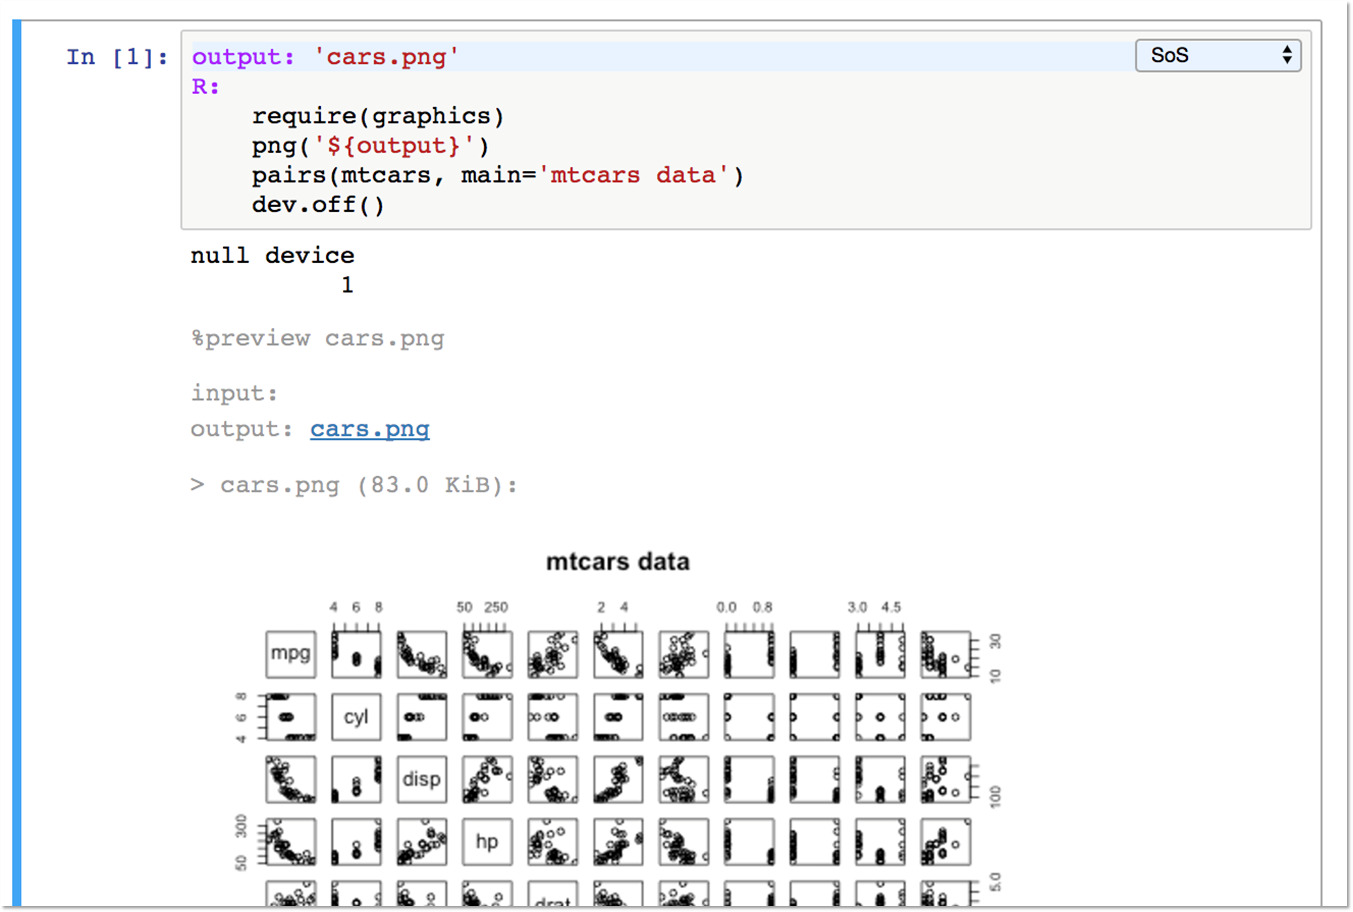 In [1]: output: 'cars.png' SoS
R:
require(graphics)
png('${output}')
pairs(mtcars, main='mtcars data')
dev.off()
null device
1
%preview cars.png
input:
output: cars.png
> cars.png (83.0 KiB):
mtcars data
4 6 8 50 250 2 4 0.0 0.8 3.0 4.5
mpg 10 30
4 6 8 cyl
disp 100
50 300 hp
drat 5.0